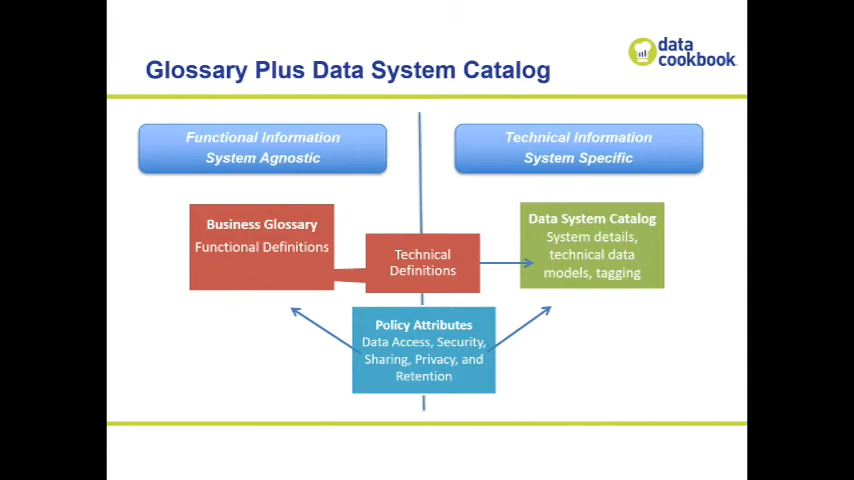 data
cookbook
Glossary Plus Data System Catalog
Functional Information
System Agnostic
Technical Information
System Specific
Business Glossary
Functional Definitions
Technical
Definitions
Data System Catalog
System details,
technical data
models, tagging
Policy Attributes
Data Access, Security,
Sharing, Privacy, and
Retention